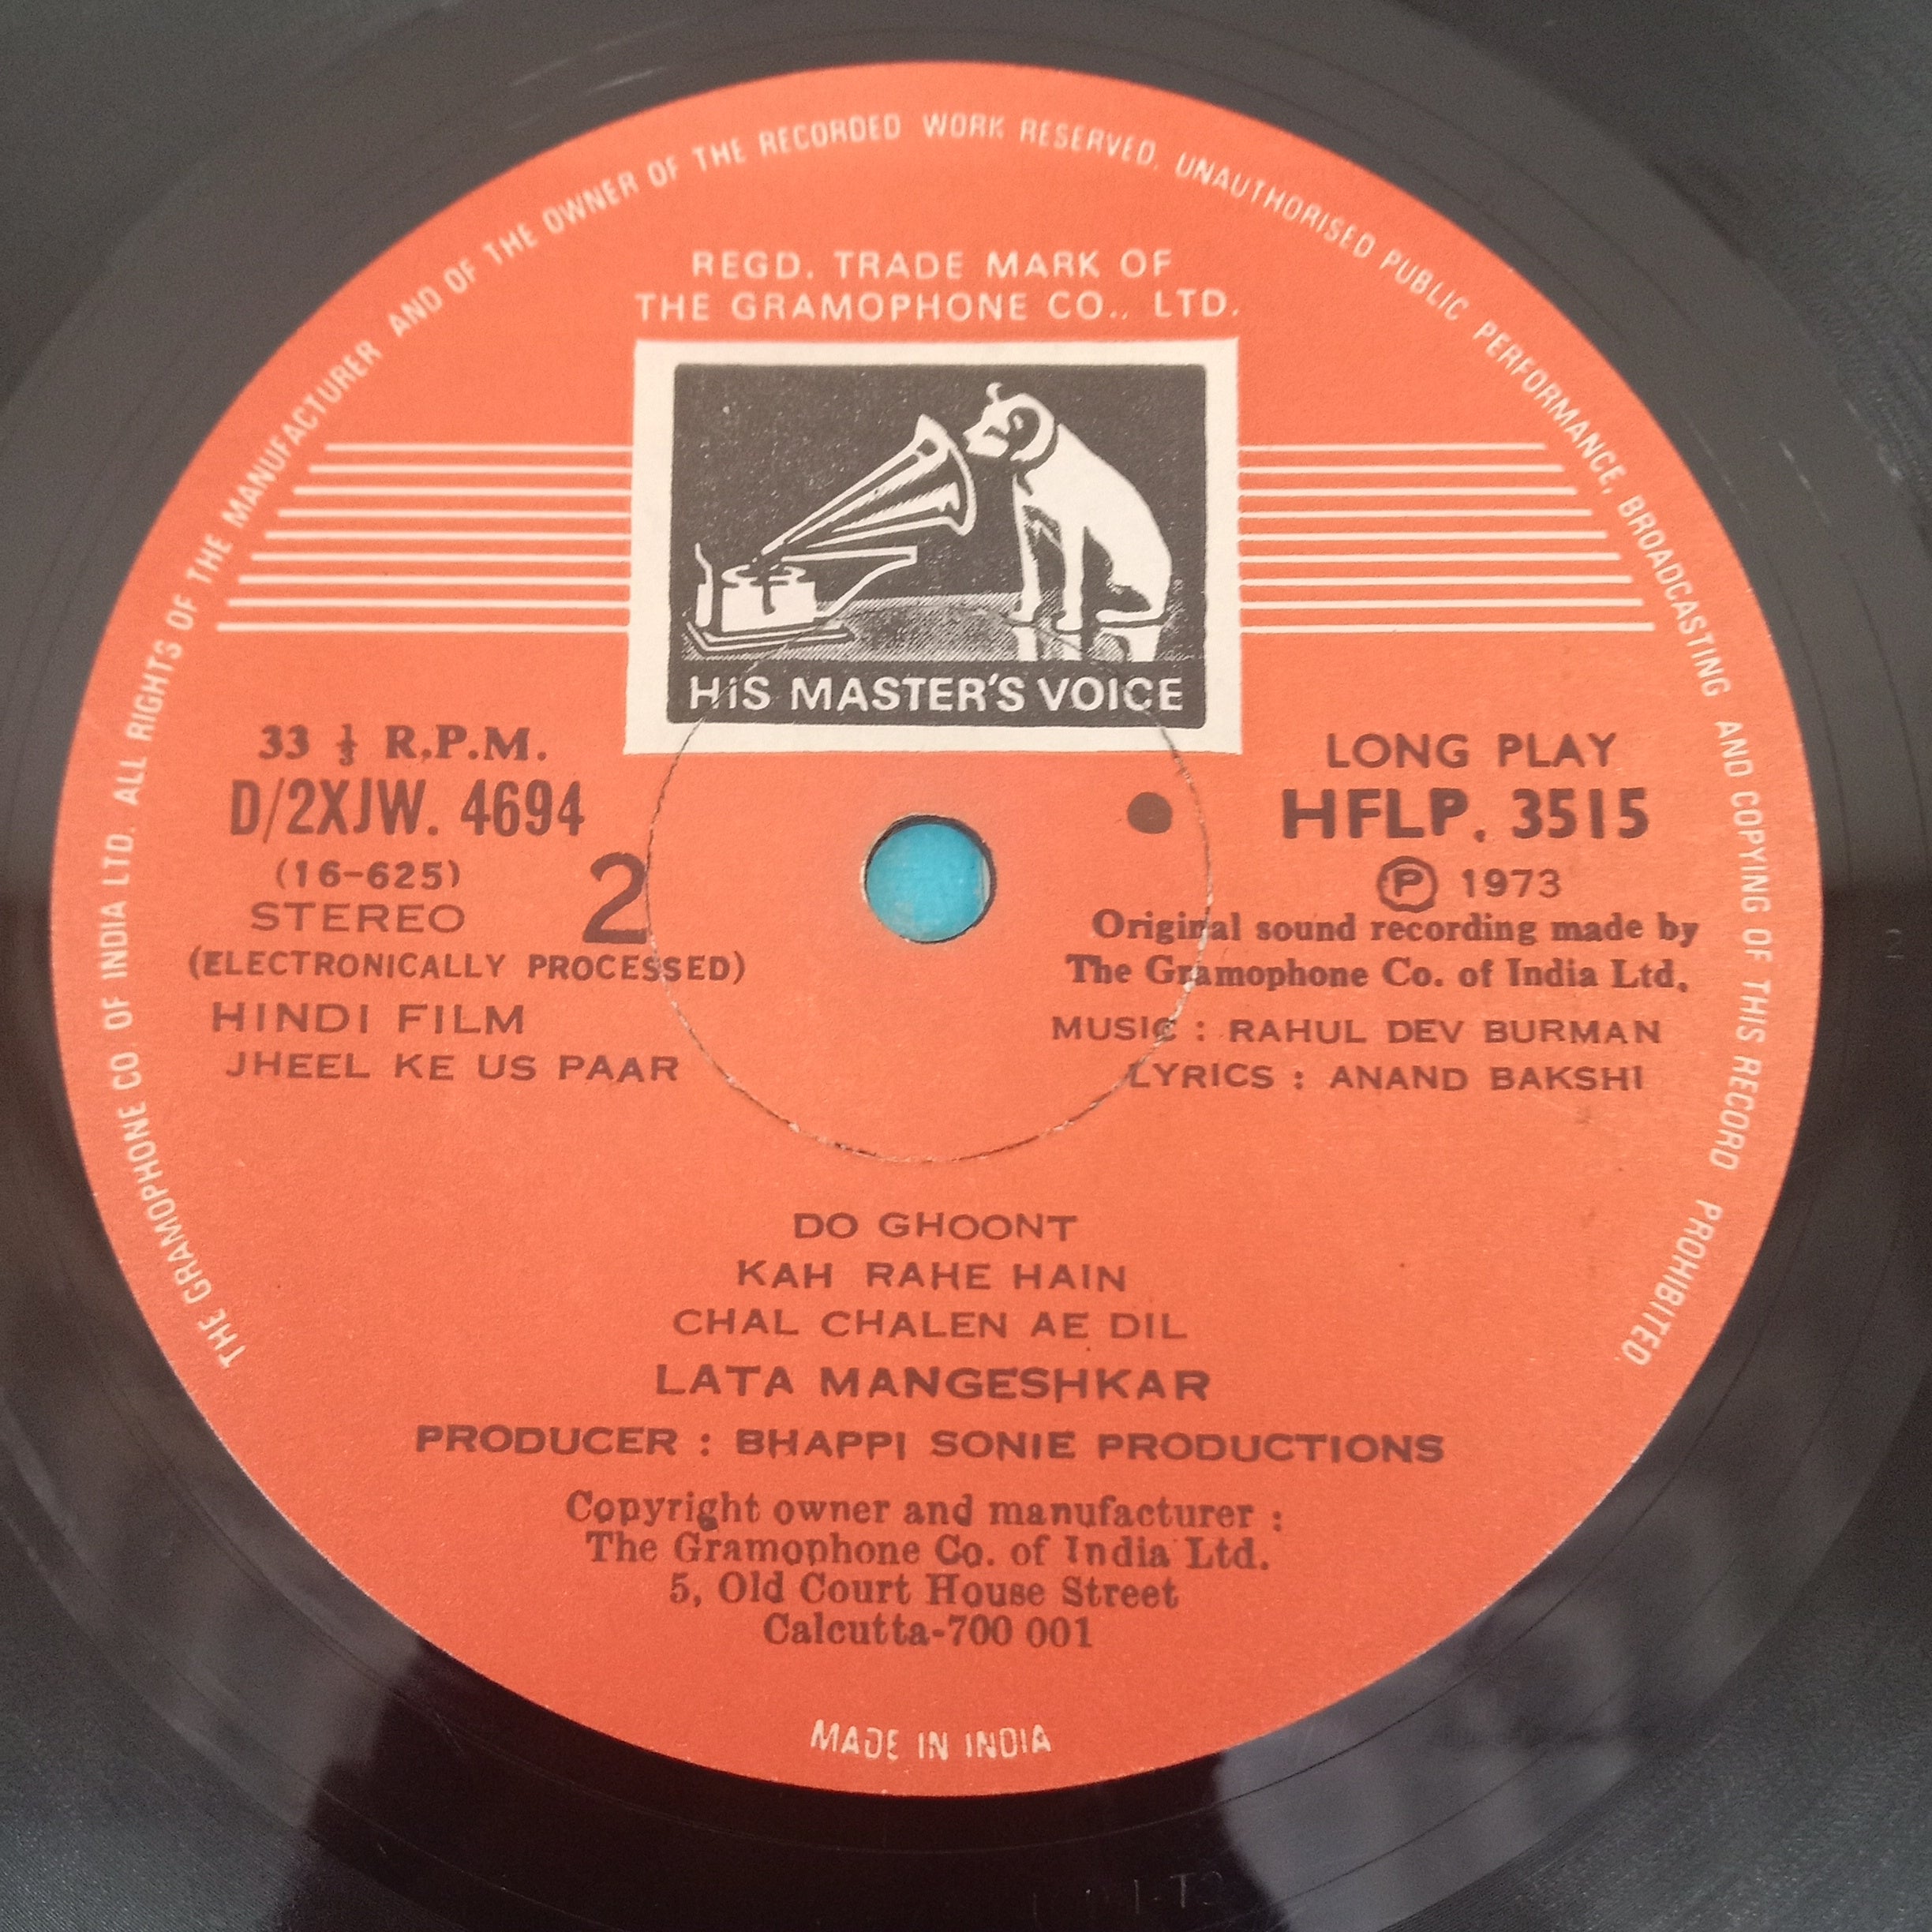 THE GRAMOPHONE CO. OF INDIA LTD. ALL RIGHTS OF THE MANUFACTURER AND OF THE OWNER OF THE RECORDED WORK RESERVED. UNAUTHORISED PUBLIC PERFORMANCE, BROADCASTING AND COPYING OF THIS RECORD PROHIBITED.
REGD. TRADE MARK OF
THE GRAMOPHONE CO., LTD.
HiS MASTER'S VOICE
33 ⅓ R.P.M.
D/2XJW. 4694
(16-625)
STEREO
2
(ELECTRONICALLY PROCESSED)
HINDI FILM
JHEEL KE US PAAR
LONG PLAY
HFLP. 3515
Ⓟ 1973
Original sound recording made by
The Gramophone Co. of India Ltd.
MUSIC : RAHUL DEV BURMAN
LYRICS : ANAND BAKSHI
DO GHOONT
KAH RAHE HAIN
CHAL CHALEN AE DIL
LATA MANGESHKAR
PRODUCER : BHAPPI SONIE PRODUCTIONS
Copyright owner and manufacturer :
The Gramophone Co. of India Ltd.
5, Old Court House Street
Calcutta-700 001
MADE IN INDIA